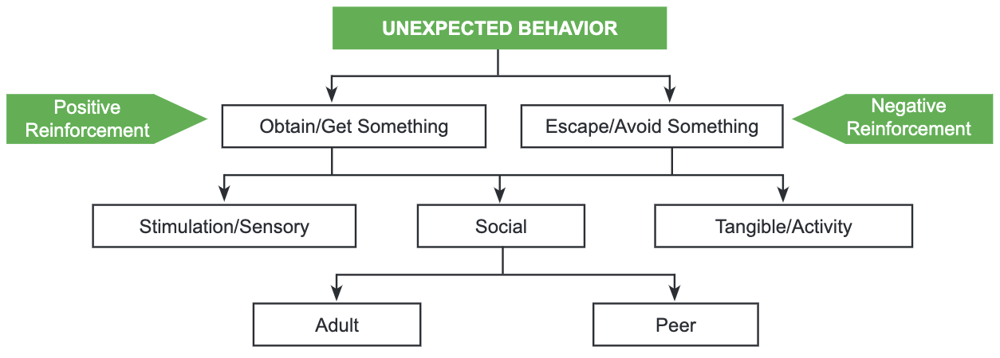 UNEXPECTED BEHAVIOR
Positive
Reinforcement
Obtain/Get Something
Escape/Avoid Something
Negative
Reinforcement
Stimulation/Sensory
Social
Tangible/Activity
Adult
Peer